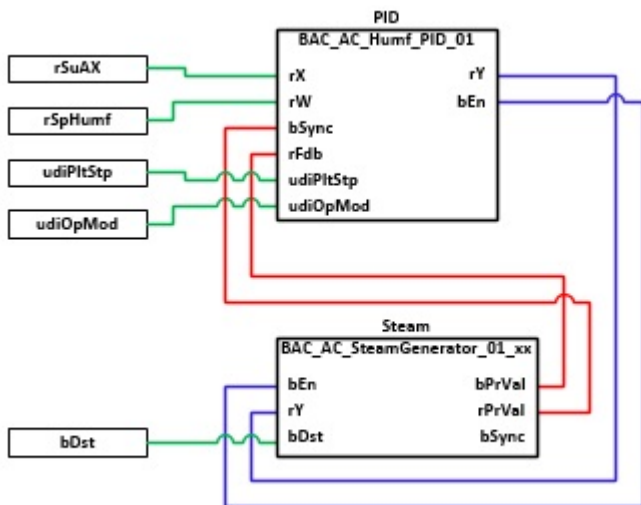 PID
BAC_AC_Humf_PID_01
rSuAX
rX
rY
rSpHumf
rW
bEn
bSync
rFdb
udiPltStp
udiPltStp
udiOpMod
udiOpMod
Steam
BAC_AC_SteamGenerator_01_xx
bEn
bPrVal
rY
rPrVal
bDst
bDst
bSync